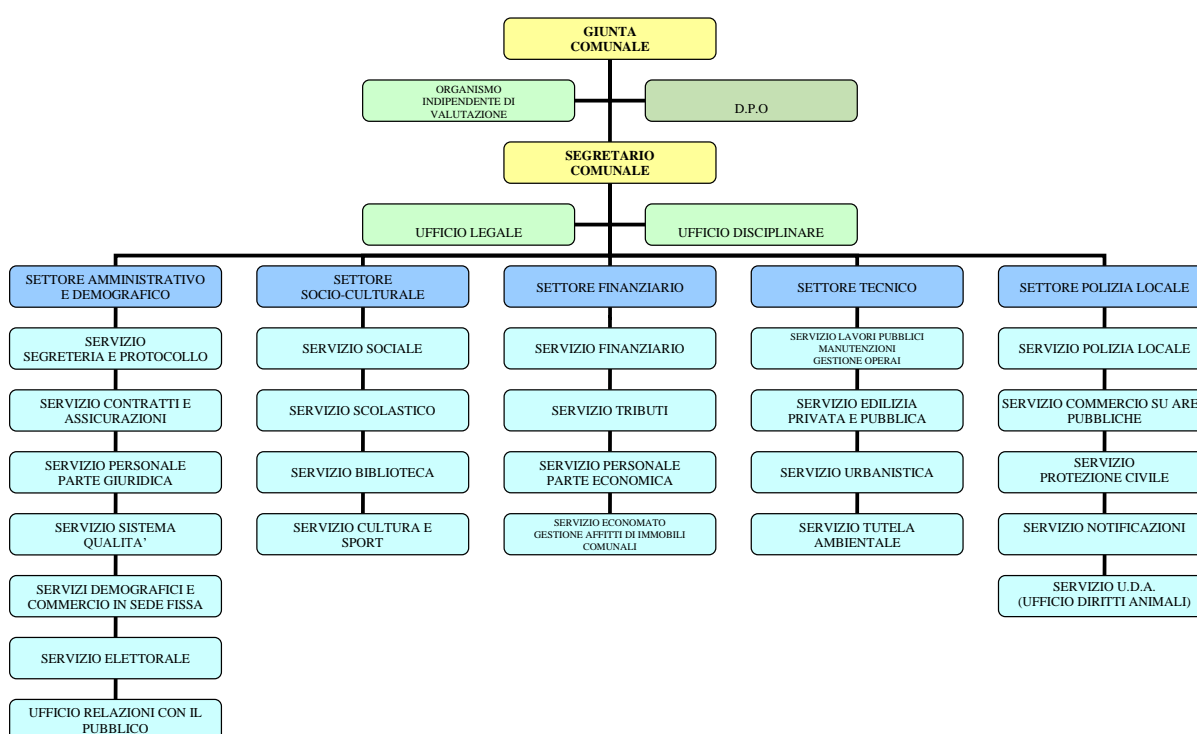 GIUNTA
COMUNALE
ORGANISMO
INDIPENDENTE DI
VALUTAZIONE
D.P.O
SEGRETARIO
COMUNALE
UFFICIO LEGALE
UFFICIO DISCIPLINARE
SETTORE AMMINISTRATIVO
E DEMOGRAFICO
SERVIZIO
SEGRETERIA E PROTOCOLLO
SERVIZIO CONTRATTI E
ASSICURAZIONI
SERVIZIO PERSONALE
PARTE GIURIDICA
SERVIZIO SISTEMA
QUALITA’
SERVIZI DEMOGRAFICI E
COMMERCIO IN SEDE FISSA
SERVIZIO ELETTORALE
UFFICIO RELAZIONI CON IL
PUBBLICO
SETTORE
SOCIO-CULTURALE
SERVIZIO SOCIALE
SERVIZIO SCOLASTICO
SERVIZIO BIBLIOTECA
SERVIZIO CULTURA E
SPORT
SETTORE FINANZIARIO
SERVIZIO FINANZIARIO
SERVIZIO TRIBUTI
SERVIZIO PERSONALE
PARTE ECONOMICA
SERVIZIO ECONOMATO
GESTIONE AFFITTI DI IMMOBILI
COMUNALI
SETTORE TECNICO
SERVIZIO LAVORI PUBBLICI
MANUTENZIONI
GESTIONE OPERAI
SERVIZIO EDILIZIA
PRIVATA E PUBBLICA
SERVIZIO URBANISTICA
SERVIZIO TUTELA
AMBIENTALE
SETTORE POLIZIA LOCALE
SERVIZIO POLIZIA LOCALE
SERVIZIO COMMERCIO SU
PUBBLICHE
SERVIZIO
PROTEZIONE CIVILE
SERVIZIO NOTIFICAZIONI
SERVIZIO U.D.A.
(UFFICIO DIRITTI ANIMALI)